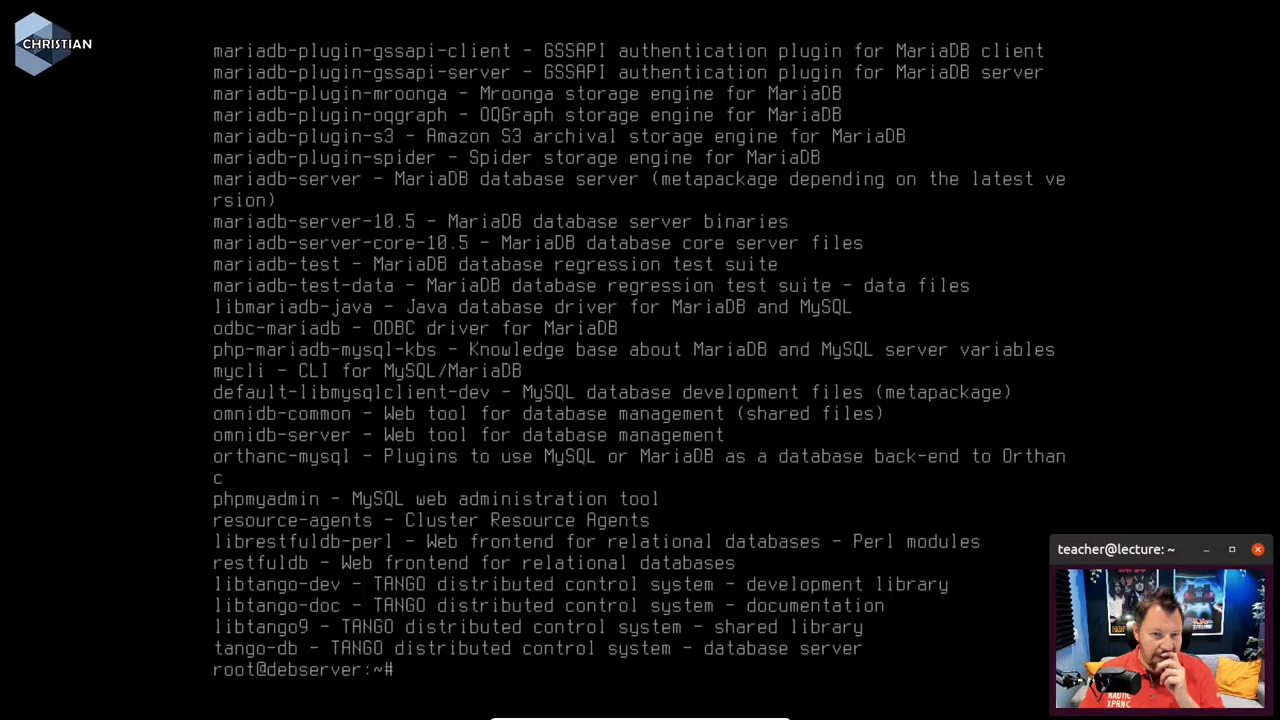 CHRISTIAN
mariadb-plugin-gssapi-client - GSSAPI authentication plugin for MariaDB client
mariadb-plugin-gssapi-server - GSSAPI authentication plugin for MariaDB server
mariadb-plugin-mroonga - Mroonga storage engine for MariaDB
mariadb-plugin-oqgraph - OQGraph storage engine for MariaDB
mariadb-plugin-s3 - Amazon S3 archival storage engine for MariaDB
mariadb-plugin-spider - Spider storage engine for MariaDB
mariadb-server - MariaDB database server (metapackage depending on the latest ve
rsion)
mariadb-server-10.5 - MariaDB database server binaries
mariadb-server-core-10.5 - MariaDB database core server files
mariadb-test - MariaDB database regression test suite
mariadb-test-data - MariaDB database regression test suite - data files
libmariadb-java - Java database driver for MariaDB and MySQL
odbc-mariadb - ODBC driver for MariaDB
php-mariadb-mysql-kbs - Knowledge base about MariaDB and MySQL server variables
mycli - CLI for MySQL/MariaDB
default-libmysqlclient-dev - MySQL database development files (metapackage)
omnidb-common - Web tool for database management (shared files)
omnidb-server - Web tool for database management
orthanc-mysql - Plugins to use MySQL or MariaDB as a database back-end to Orthan
c
phpmyadmin - MySQL web administration tool
resource-agents - Cluster Resource Agents
librestfuldb-perl - Web frontend for relational databases - Perl modules
restfuldb - Web frontend for relational databases
libtango-dev - TANGO distributed control system - development library
libtango-doc - TANGO distributed control system - documentation
libtango9 - TANGO distributed control system - shared library
tango-db - TANGO distributed control system - database server
root@debserver:~#
teacher@lecture: ~
NAUTIC
XPRNC